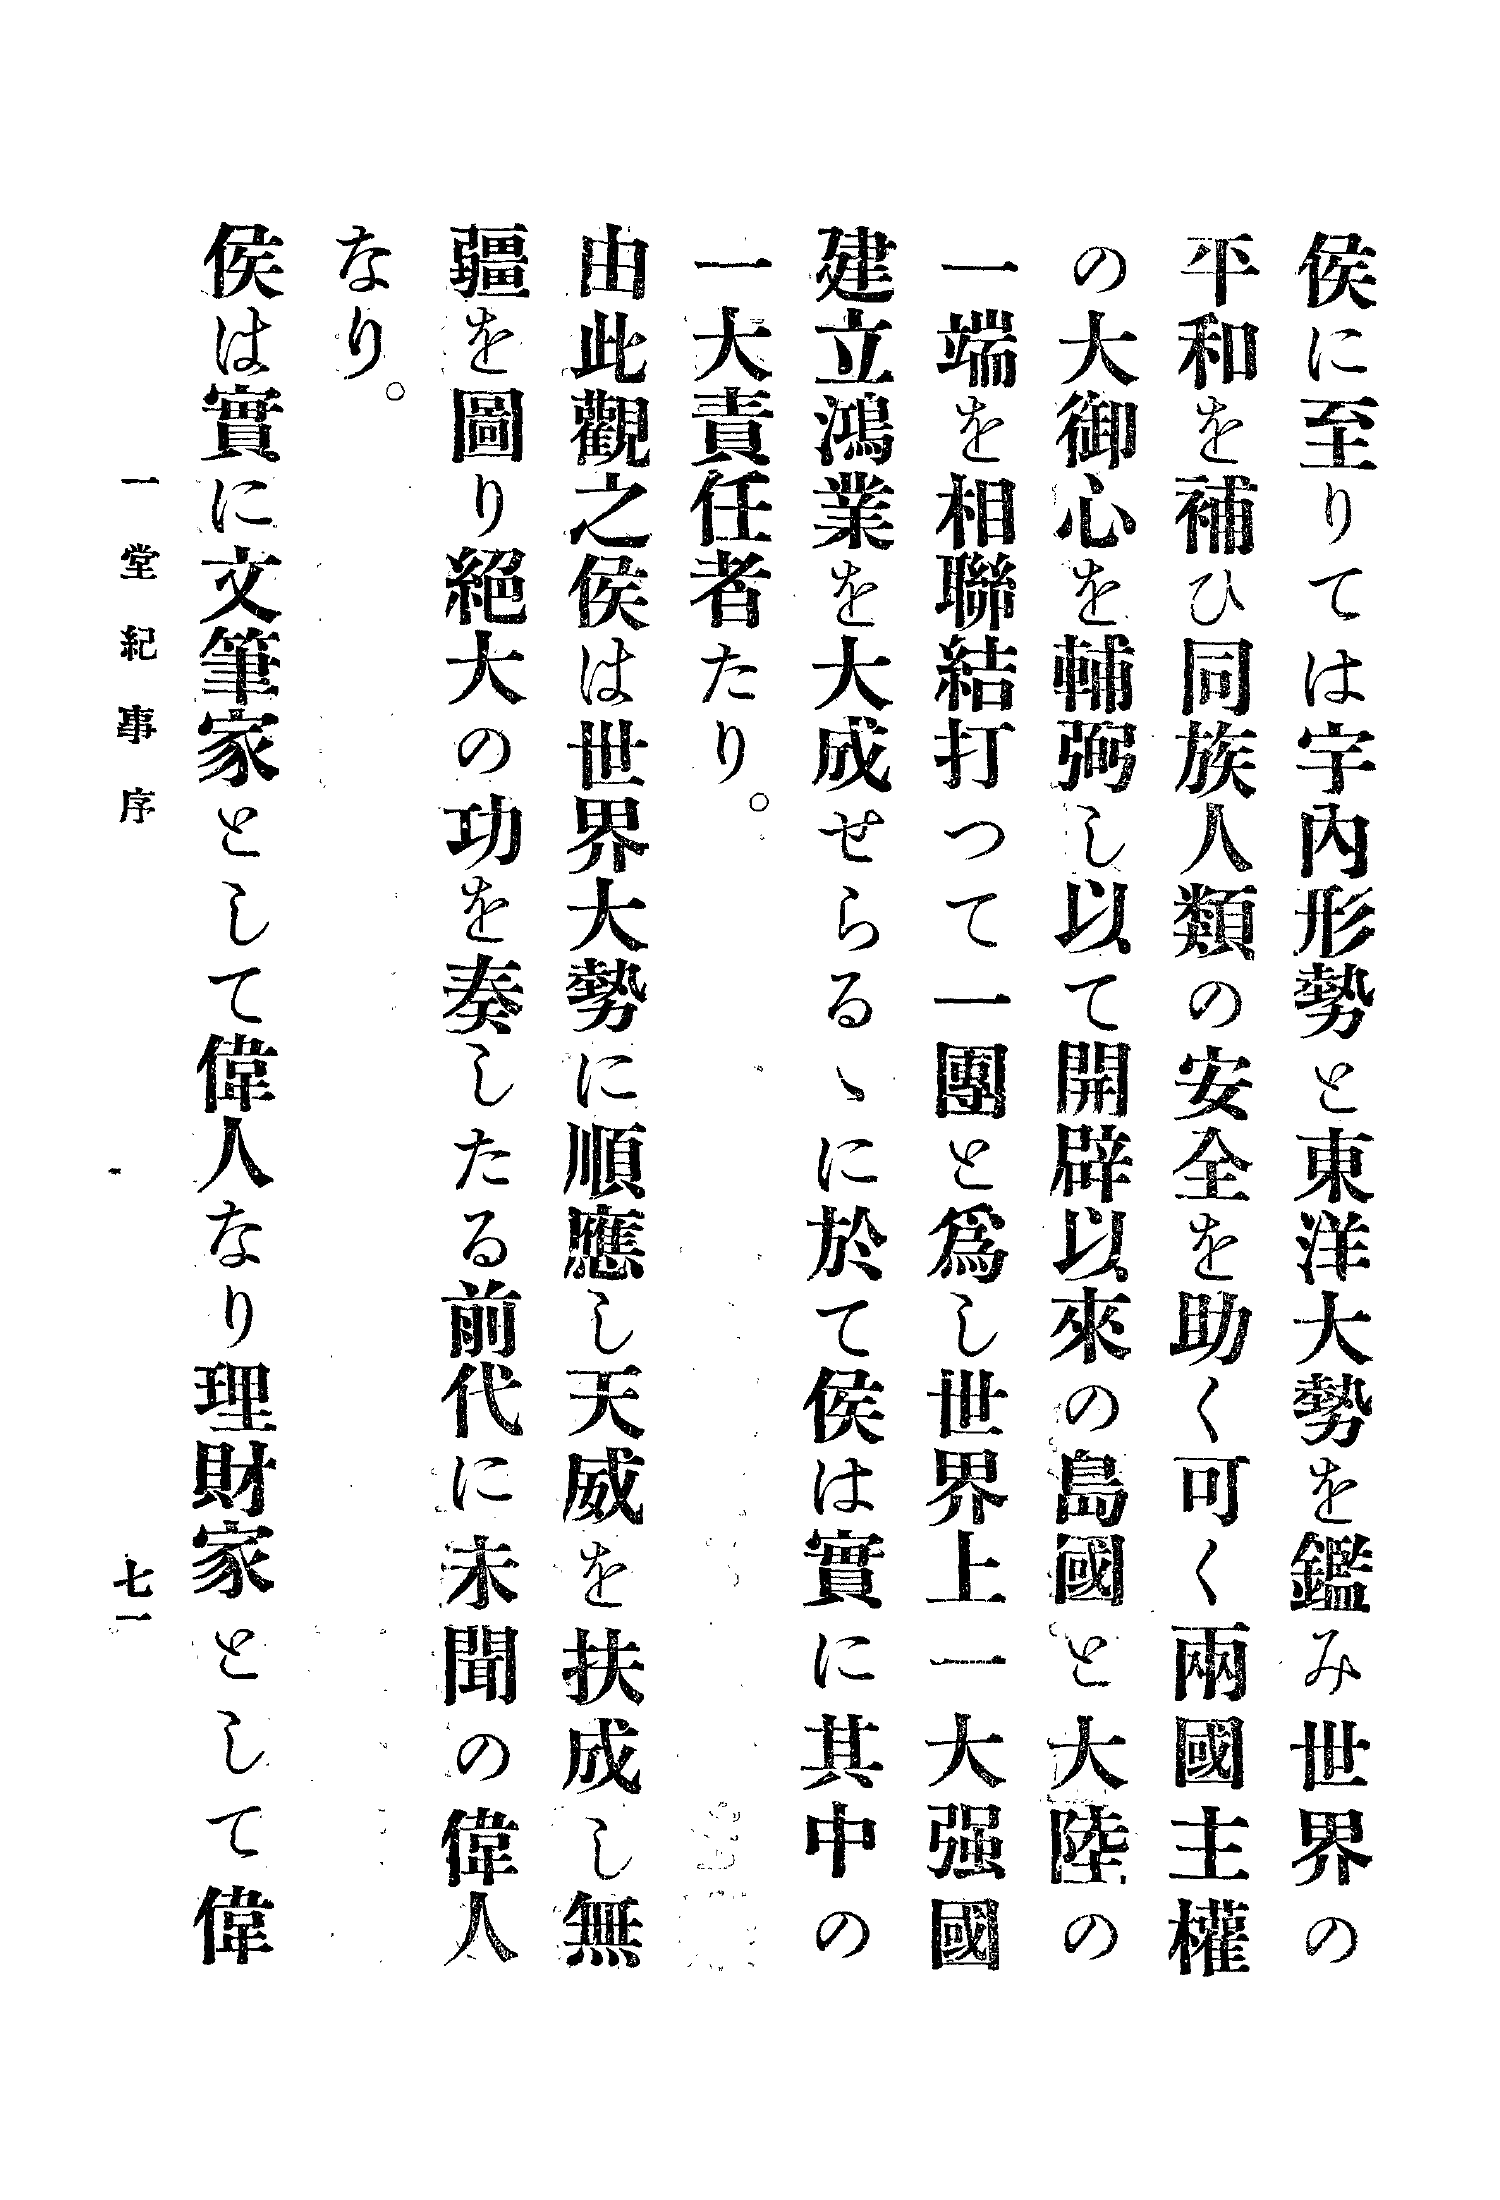 侯に至りては宇內形勢と東洋大勢を鑑み世界の
平和を補ひ同族人類の安全を助く可く兩國主權
の大御心を輔弼し以て開辟以來の島國と大陸の
一端を相聯結打つて一團と爲し世界上一大强國
建立鴻業を大成せらるゝに於て侯は實に其中の
一大責任者たり。
由此觀之侯は世界大勢に順應し天威を扶成し無
疆を圖り絕大の功を奏したる前代に未聞の偉人
なり。
侯は實に文筆家として偉人なり理財家として偉
一堂紀事序
七一